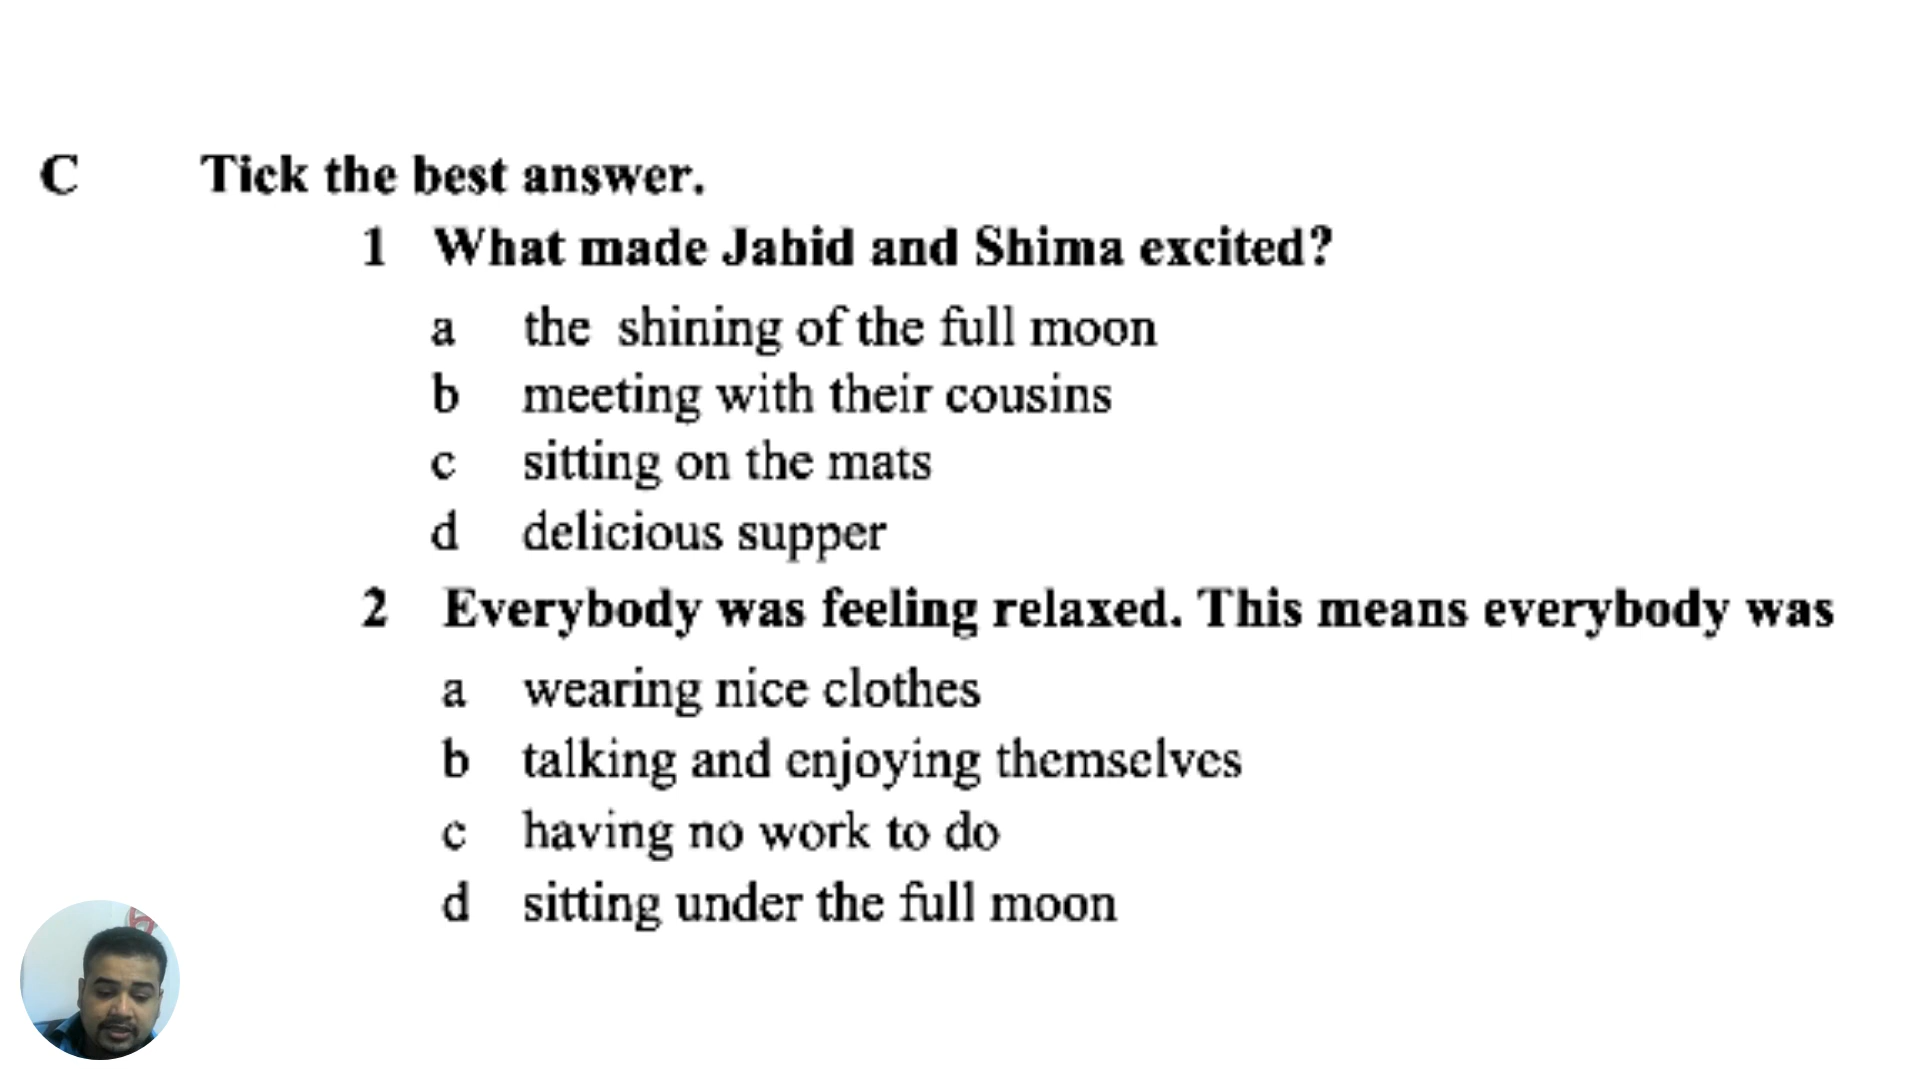 C Tick the best answer.
1 What made Jahid and Shima excited?
a the shining of the full moon
b meeting with their cousins
c sitting on the mats
d delicious supper
2 Everybody was feeling relaxed. This means everybody was
a wearing nice clothes
b talking and enjoying themselves
c having no work to do
d sitting under the full moon